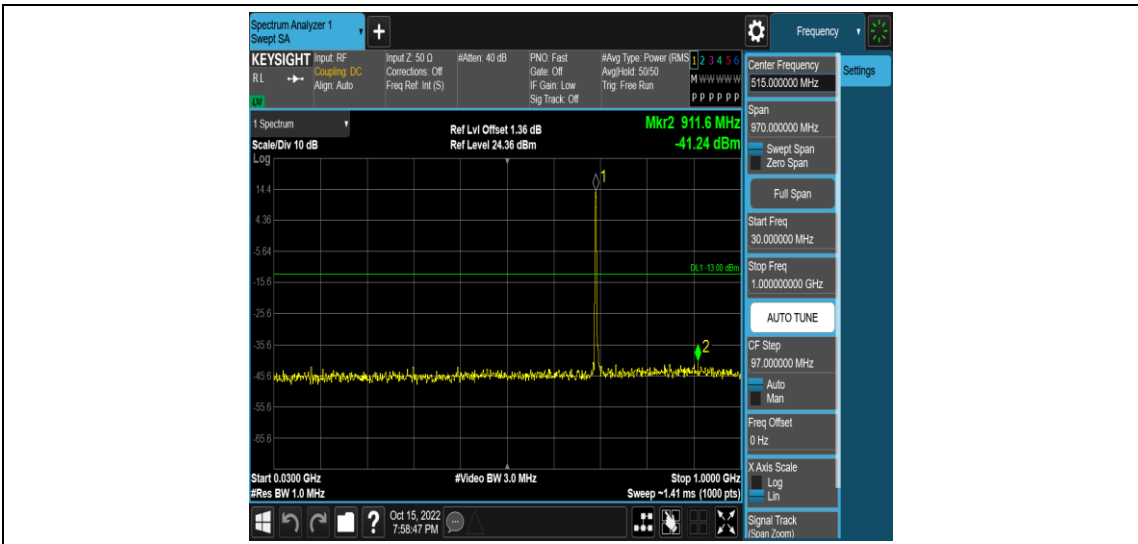 Spectrum Analyzer 1
Swept SA
Frequency
KEYSIGHT
RL
LXI
Input: RF
Coupling: DC
Align: Auto
Input Z: 50 Ω
Corrections: Off
Freq Ref: Int (S)
#Atten: 40 dB
PNO: Fast
Gate: Off
IF Gain: Low
Sig Track: Off
#Avg Type: Power (RMS
Avg|Hold: 50/50
Trig: Free Run
1 2 3 4 5 6
M W W W W W
P P P P P P
1 Spectrum
Scale/Div 10 dB
Log
Ref Lvl Offset 1.36 dB
Ref Level 24.36 dBm
Mkr2 911.6 MHz
-41.24 dBm
1
14.4
4.36
-5.64
DL1 -13.00 dBm
-15.6
-25.6
-35.6
2
-45.6
-55.6
-65.6
Start 0.0300 GHz
#Res BW 1.0 MHz
#Video BW 3.0 MHz
Stop 1.0000 GHz
Sweep ~1.41 ms (1000 pts)
?
Oct 15, 2022
7:58:47 PM
Center Frequency
515.000000 MHz
Settings
Span
970.000000 MHz
Swept Span
Zero Span
Full Span
Start Freq
30.000000 MHz
Stop Freq
1.000000000 GHz
AUTO TUNE
CF Step
97.000000 MHz
Auto
Man
Freq Offset
0 Hz
X Axis Scale
Log
Lin
Signal Track
(Span Zoom)